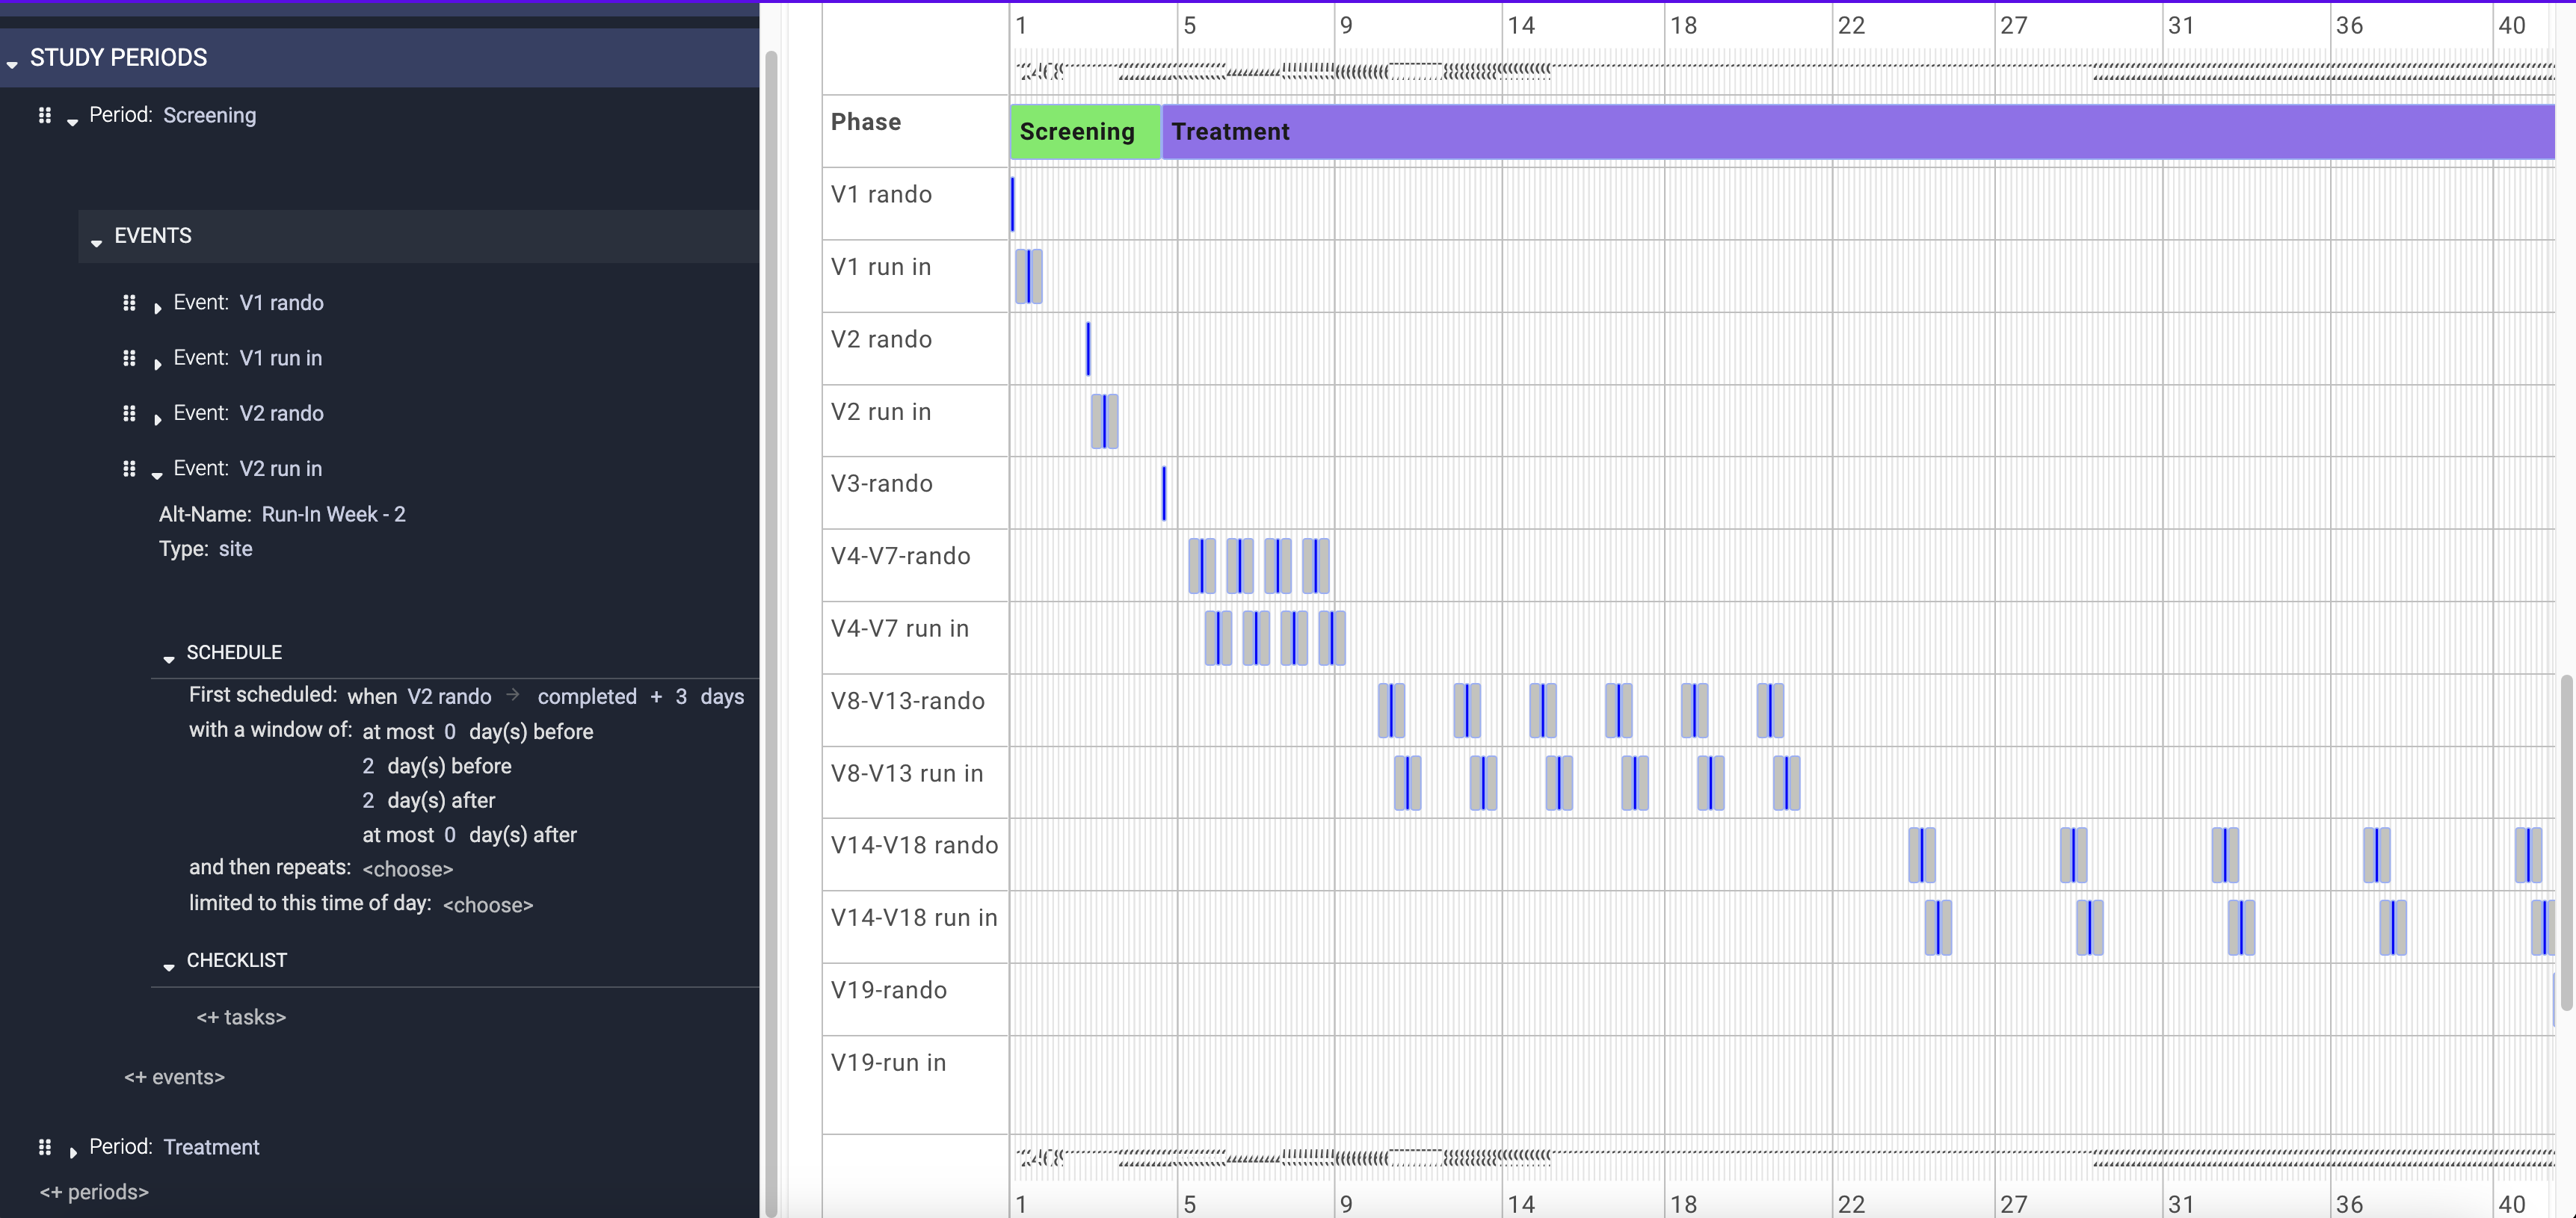 STUDY PERIODS
Period: Screening
EVENTS
Event: V1 rando
Event: V1 run in
Event: V2 rando
Event: V2 run in
Alt-Name: Run-In Week - 2
Type: site
SCHEDULE
First scheduled: when V2 rando → completed + 3 days
with a window of: at most 0 day(s) before
2 day(s) before
2 day(s) after
at most 0 day(s) after
and then repeats: <choose>
limited to this time of day: <choose>
CHECKLIST
<+ tasks>
<+ events>
Period: Treatment
<+ periods>
1 5 9 14 18 22 27 31 36 40
Phase Screening Treatment
V1 rando
V1 run in
V2 rando
V2 run in
V3-rando
V4-V7-rando
V4-V7 run in
V8-V13-rando
V8-V13 run in
V14-V18 rando
V14-V18 run in
V19-rando
V19-run in
1 5 9 14 18 22 27 31 36 40